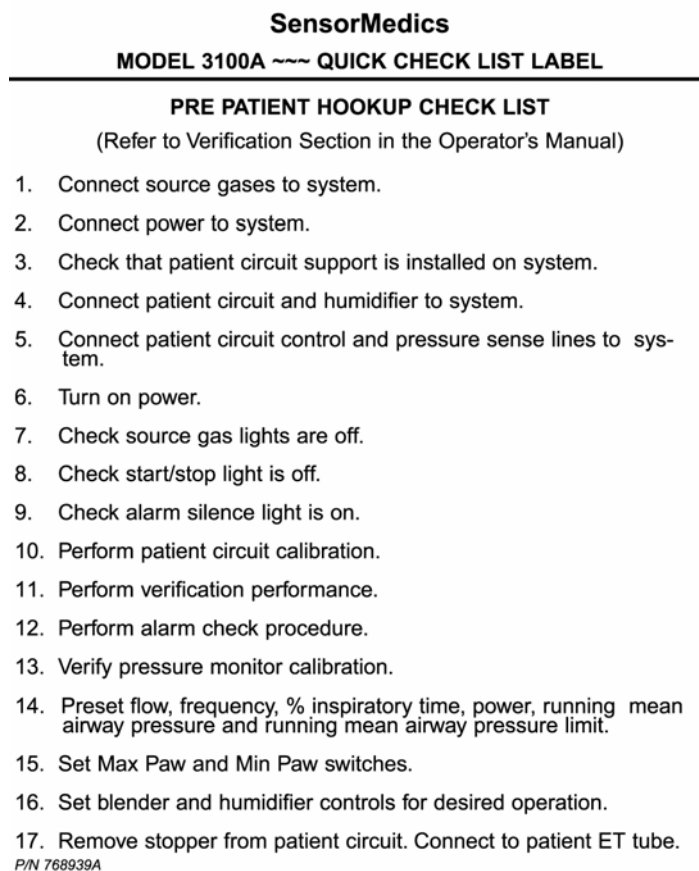 SensorMedics
MODEL 3100A ~~~ QUICK CHECK LIST LABEL
PRE PATIENT HOOKUP CHECK LIST
(Refer to Verification Section in the Operator's Manual)
1. Connect source gases to system.
2. Connect power to system.
3. Check that patient circuit support is installed on system.
4. Connect patient circuit and humidifier to system.
5. Connect patient circuit control and pressure sense lines to sys-
tem.
6. Turn on power.
7. Check source gas lights are off.
8. Check start/stop light is off.
9. Check alarm silence light is on.
10. Perform patient circuit calibration.
11. Perform verification performance.
12. Perform alarm check procedure.
13. Verify pressure monitor calibration.
14. Preset flow, frequency, % inspiratory time, power, running mean
airway pressure and running mean airway pressure limit.
15. Set Max Paw and Min Paw switches.
16. Set blender and humidifier controls for desired operation.
17. Remove stopper from patient circuit. Connect to patient ET tube.
P/N 768939A